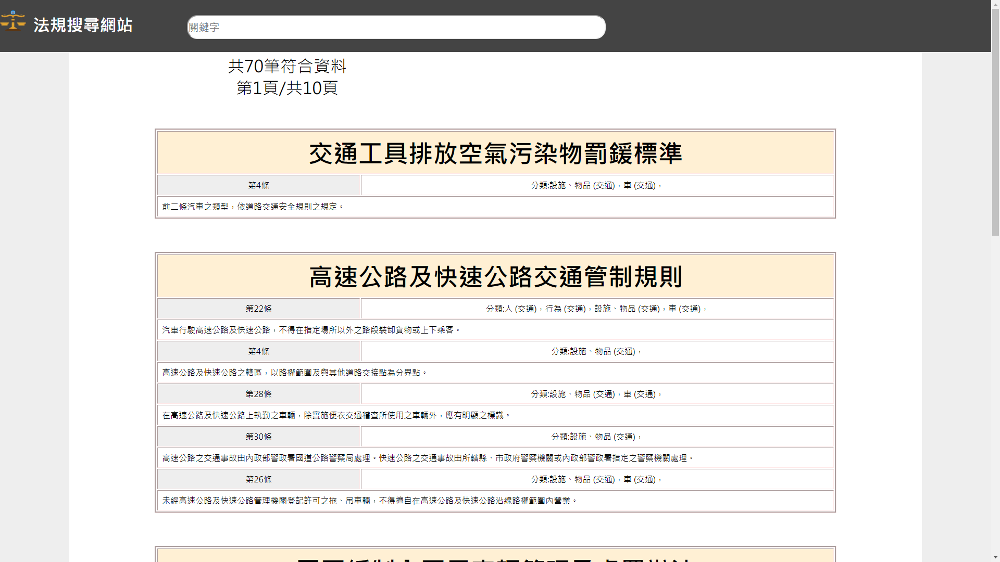 法規搜尋網站
關鍵字
共70筆符合資料
第1頁/共10頁
交通工具排放空氣污染物罰鍰標準
第4條
分類:設施、物品 (交通)，車 (交通)，
前二條汽車之類型，依道路交通安全規則之規定。
高速公路及快速公路交通管制規則
第22條
分類:人 (交通)，行為 (交通)，設施、物品 (交通)，車 (交通)，
汽車行駛高速公路及快速公路，不得在指定場所以外之路段裝卸貨物或上下乘客。
第4條
分類:設施、物品 (交通)，
高速公路及快速公路之轄區，以路權範圍及與其他道路交接點為分界點。
第28條
分類:設施、物品 (交通)，車 (交通)，
在高速公路及快速公路上執勤之車輛，除實施便衣交通稽查所使用之車輛外，應有明顯之標識。
第30條
分類:設施、物品 (交通)，
高速公路之交通事故由內政部警政署國道公路警察局處理。快速公路之交通事故由所轄縣、市政府警察機關或內政部警政署指定之警察機關處理。
第26條
分類:設施、物品 (交通)，車 (交通)，
未經高速公路及快速公路管理機關登記許可之拖、吊車輛，不得擅自在高速公路及快速公路沿線路權範圍內營業。